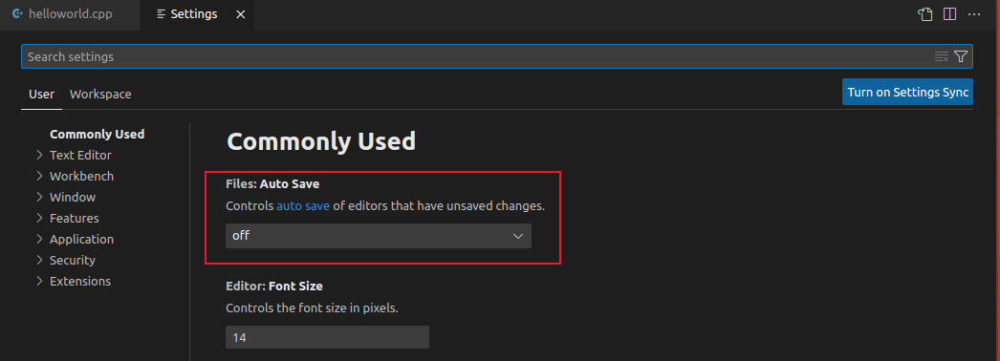 helloworld.cpp
Settings
Search settings
User
Workspace
Turn on Settings Sync
Commonly Used
Text Editor
Workbench
Window
Features
Application
Security
Extensions
Commonly Used
Files: Auto Save
Controls auto save of editors that have unsaved changes.
off
Editor: Font Size
Controls the font size in pixels.
14